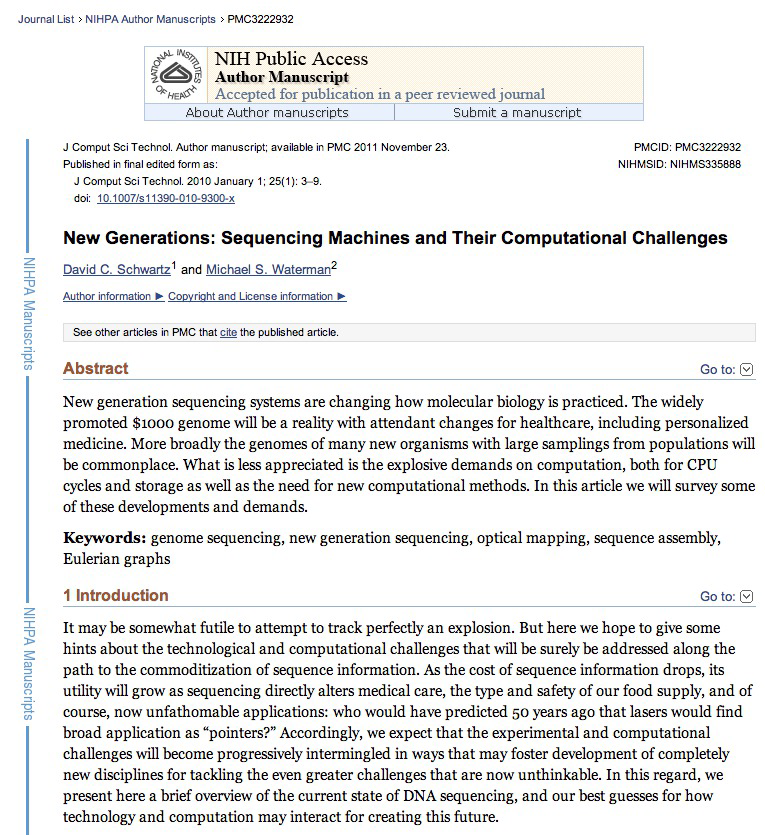 Journal List > NIHPA Author Manuscripts > PMC3222932
NATIONAL INSTITUTES OF HEALTH
NIH Public Access
Author Manuscript
Accepted for publication in a peer reviewed journal
About Author manuscripts
Submit a manuscript
J Comput Sci Technol. Author manuscript; available in PMC 2011 November 23.
PMCID: PMC3222932
Published in final edited form as:
NIHMSID: NIHMS335888
J Comput Sci Technol. 2010 January 1; 25(1): 3–9.
doi: 10.1007/s11390-010-9300-x
New Generations: Sequencing Machines and Their Computational Challenges
David C. Schwartz1 and Michael S. Waterman2
Author information ► Copyright and License information ►
See other articles in PMC that cite the published article.
Abstract
Go to:
New generation sequencing systems are changing how molecular biology is practiced. The widely
promoted $1000 genome will be a reality with attendant changes for healthcare, including personalized
medicine. More broadly the genomes of many new organisms with large samplings from populations will
be commonplace. What is less appreciated is the explosive demands on computation, both for CPU
cycles and storage as well as the need for new computational methods. In this article we will survey some
of these developments and demands.
Keywords: genome sequencing, new generation sequencing, optical mapping, sequence assembly,
Eulerian graphs
1 Introduction
Go to:
It may be somewhat futile to attempt to track perfectly an explosion. But here we hope to give some
hints about the technological and computational challenges that will be surely be addressed along the
path to the commoditization of sequence information. As the cost of sequence information drops, its
utility will grow as sequencing directly alters medical care, the type and safety of our food supply, and of
course, now unfathomable applications: who would have predicted 50 years ago that lasers would find
broad application as “pointers?” Accordingly, we expect that the experimental and computational
challenges will become progressively intermingled in ways that may foster development of completely
new disciplines for tackling the even greater challenges that are now unthinkable. In this regard, we
present here a brief overview of the current state of DNA sequencing, and our best guesses for how
technology and computation may interact for creating this future.
NIHPA Manuscripts
NIHPA Manuscripts